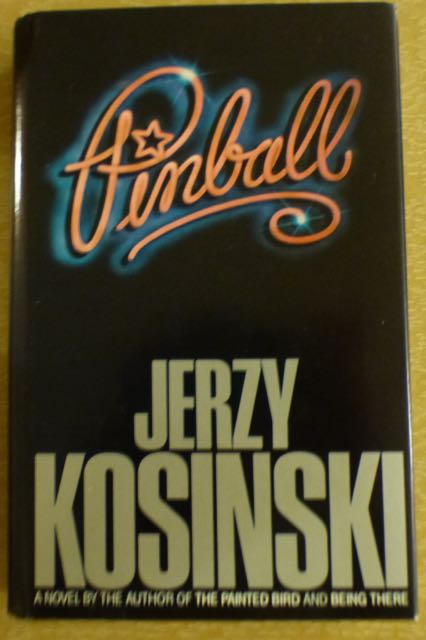 Pinball
JERZY
KOSINSKI
A NOVEL BY THE AUTHOR OF THE PAINTED BIRD AND BEING THERE